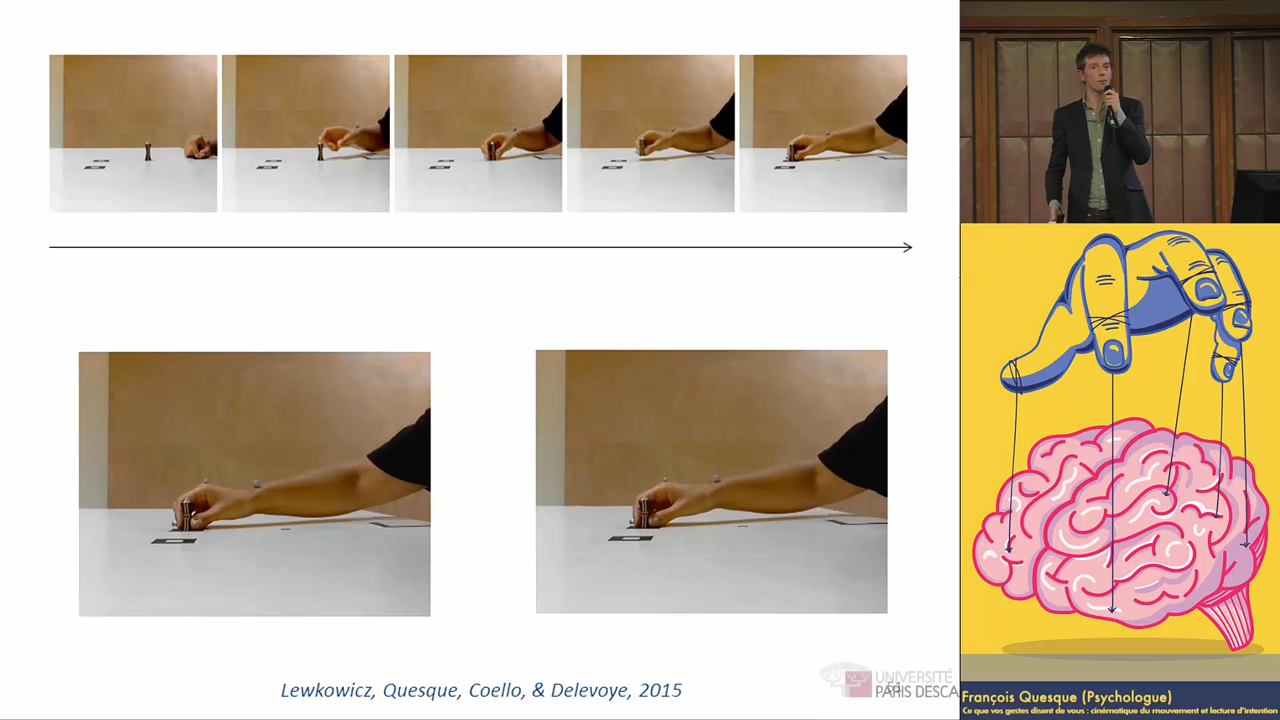 Lewkowicz, Quesque, Coello, & Delevoye, 2015
UNIVERSITÉ
PARIS DESCA
François Quesque (Psychologue)
Ce que vos gestes disent de vous : cinématique du mouvement et lecture d'intention